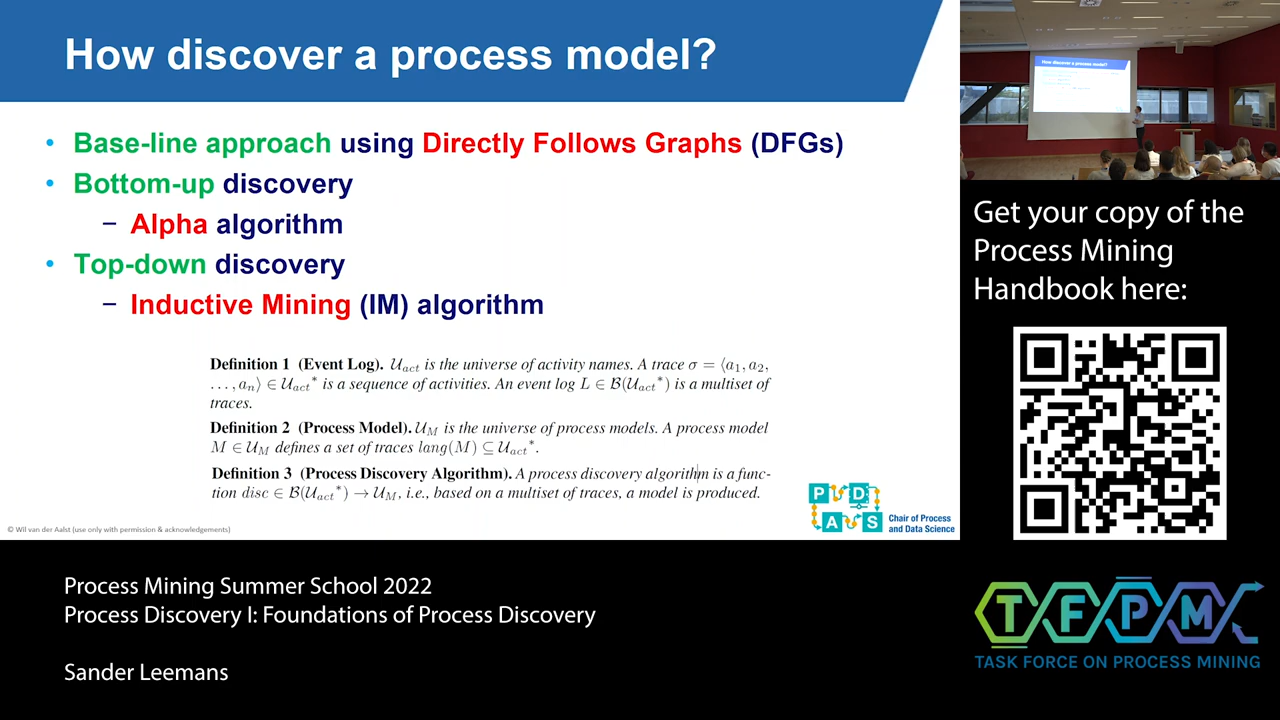 How discover a process model?
• Base-line approach using Directly Follows Graphs (DFGs)
• Bottom-up discovery
– Alpha algorithm
• Top-down discovery
– Inductive Mining (IM) algorithm
Definition 1 (Event Log). 𝒰act is the universe of activity names. A trace σ = ⟨a1, a2,
…, an⟩ ∈ 𝒰act* is a sequence of activities. An event log L ∈ ℬ(𝒰act*) is a multiset of
traces.
Definition 2 (Process Model). 𝒰M is the universe of process models. A process model
M ∈ 𝒰M defines a set of traces lang(M) ⊆ 𝒰act*.
Definition 3 (Process Discovery Algorithm). A process discovery algorithm is a func-
tion disc ∈ ℬ(𝒰act*) → 𝒰M, i.e., based on a multiset of traces, a model is produced.
P D
A S
Chair of Process
and Data Science
© Wil van der Aalst (use only with permission & acknowledgements)
How discover a process model?
Get your copy of the
Process Mining
Handbook here:
Process Mining Summer School 2022
Process Discovery I: Foundations of Process Discovery
Sander Leemans
TFPM
TASK FORCE ON PROCESS MINING